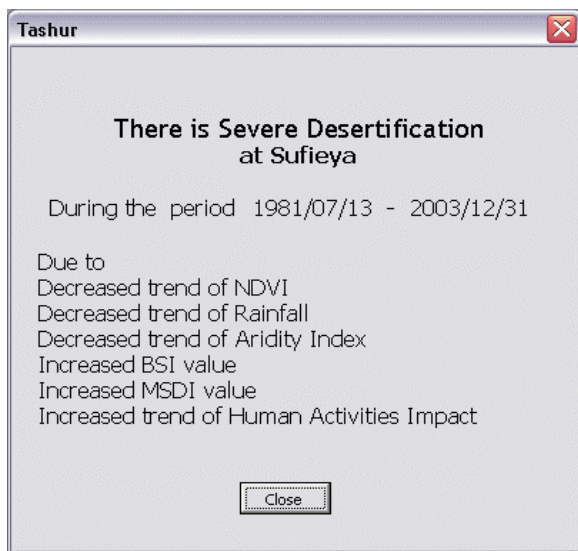 Tashur
There is Severe Desertification
at Sufieya
During the period 1981/07/13 - 2003/12/31
Due to
Decreased trend of NDVI
Decreased trend of Rainfall
Decreased trend of Aridity Index
Increased BSI value
Increased MSDI value
Increased trend of Human Activities Impact
Close